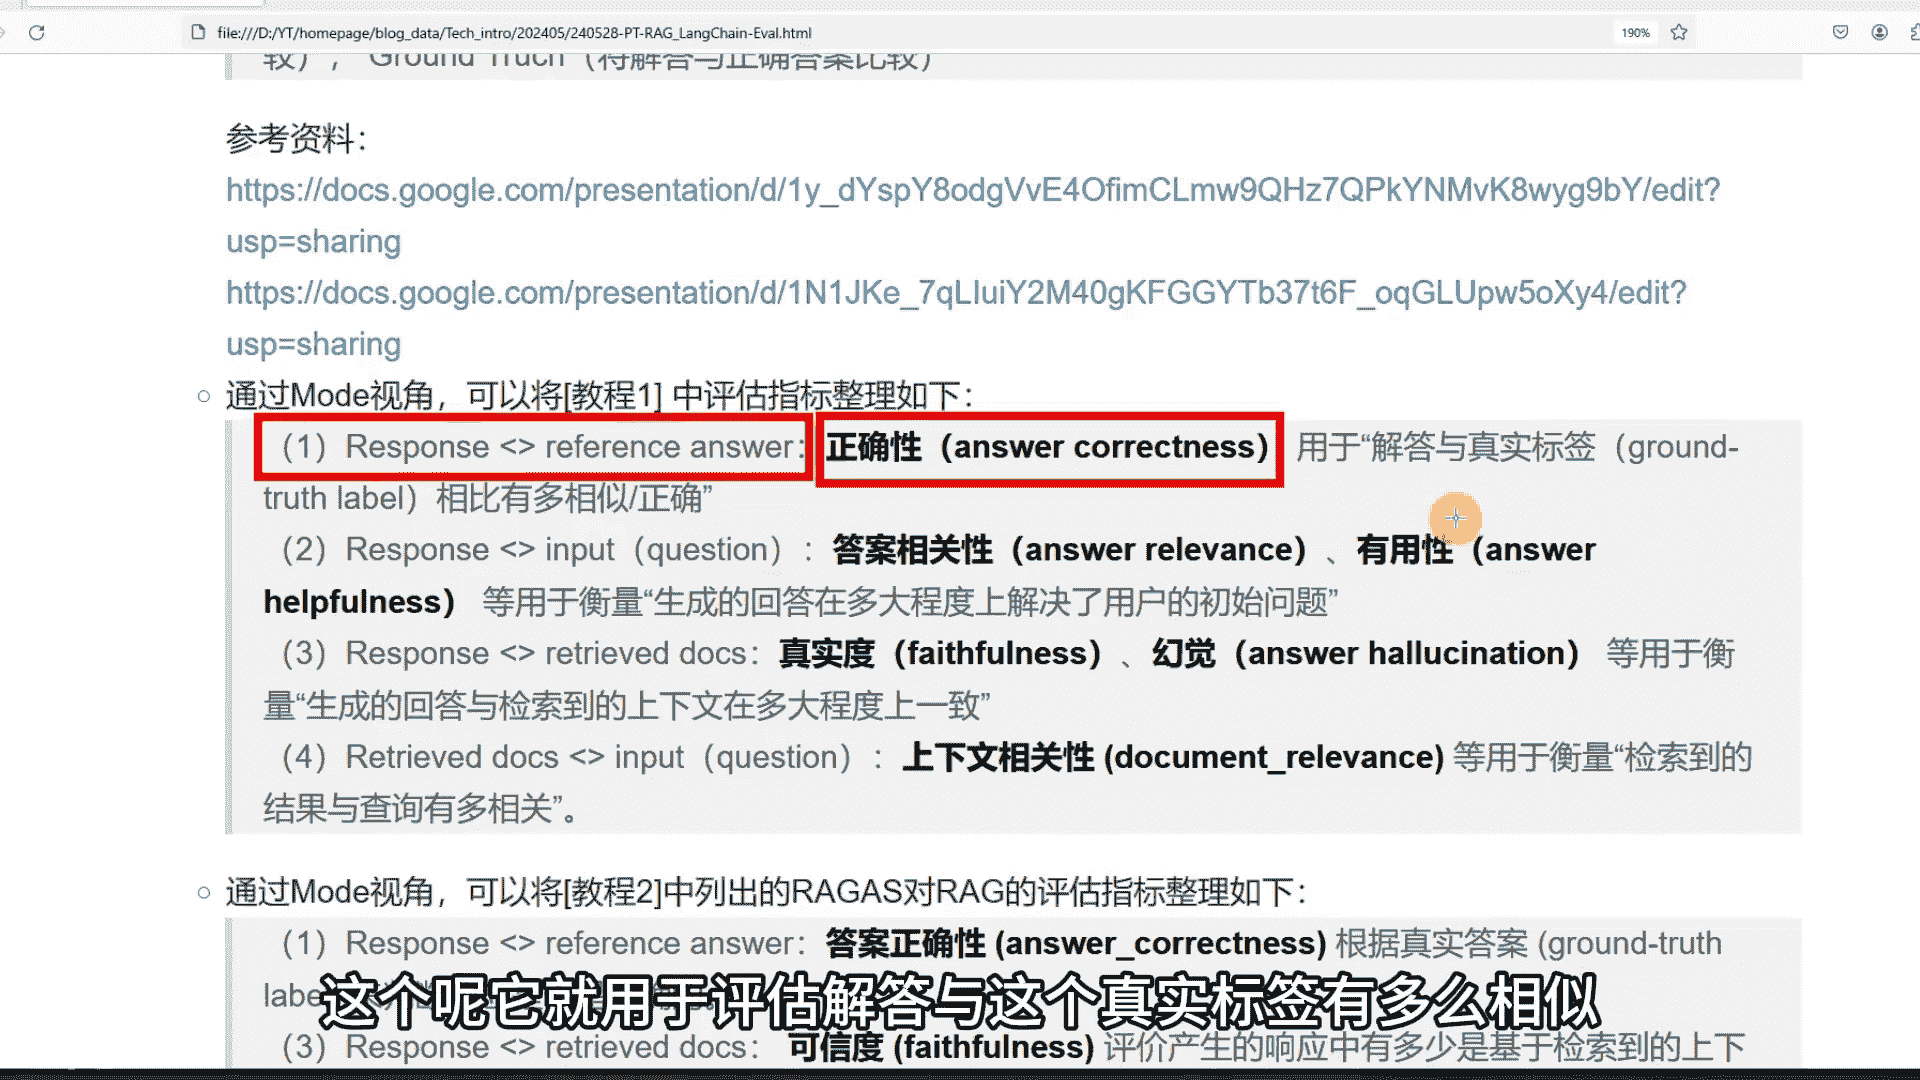 file:///D:/YT/homepage/blog_data/Tech_intro/202405/240528-PT-RAG_LangChain-Eval.html
190%
参考资料：
https://docs.google.com/presentation/d/1y_dYspY8odgVvE4OfimCLmw9QHz7QPkYNMvK8wyg9bY/edit?
usp=sharing
https://docs.google.com/presentation/d/1N1JKe_7qLIuiY2M40gKFGGYTb37t6F_oqGLUpw5oXy4/edit?
usp=sharing
通过Mode视角，可以将[教程1] 中评估指标整理如下：
（1）Response <> reference answer：正确性（answer correctness） 用于“解答与真实标签（ground-
truth label）相比有多相似/正确”
（2）Response <> input（question）：答案相关性（answer relevance）、有用性（answer
helpfulness） 等用于衡量“生成的回答在多大程度上解决了用户的初始问题”
（3）Response <> retrieved docs：真实度（faithfulness）、幻觉（answer hallucination） 等用于衡
量“生成的回答与检索到的上下文在多大程度上一致”
（4）Retrieved docs <> input（question）：上下文相关性 (document_relevance) 等用于衡量“检索到的
结果与查询有多相关”。
通过Mode视角，可以将[教程2]中列出的RAGAS对RAG的评估指标整理如下：
（1）Response <> reference answer：答案正确性 (answer_correctness) 根据真实答案 (ground-truth
这个呢它就用于评估解答与这个真实标签有多么相似
（3）Response <> retrieved docs： 可信度 (faithfulness) 评价产生的响应中有多少是基于检索到的上下